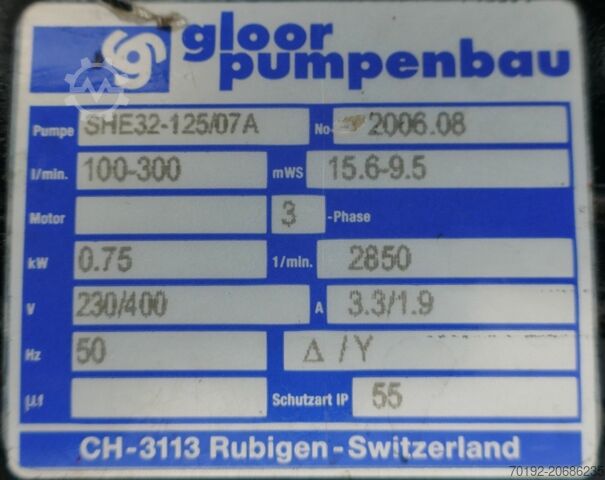 gloor
pumpenbau
Pumpe SHE32-125/07A No 2006.08
l/min. 100-300 mWS 15.6-9.5
Motor 3 -Phase
kW 0.75 1/min. 2850
V 230/400 A 3.3/1.9
Hz 50 Δ/Y
µf Schutzart IP 55
CH-3113 Rubigen-Switzerland
70192-20686235